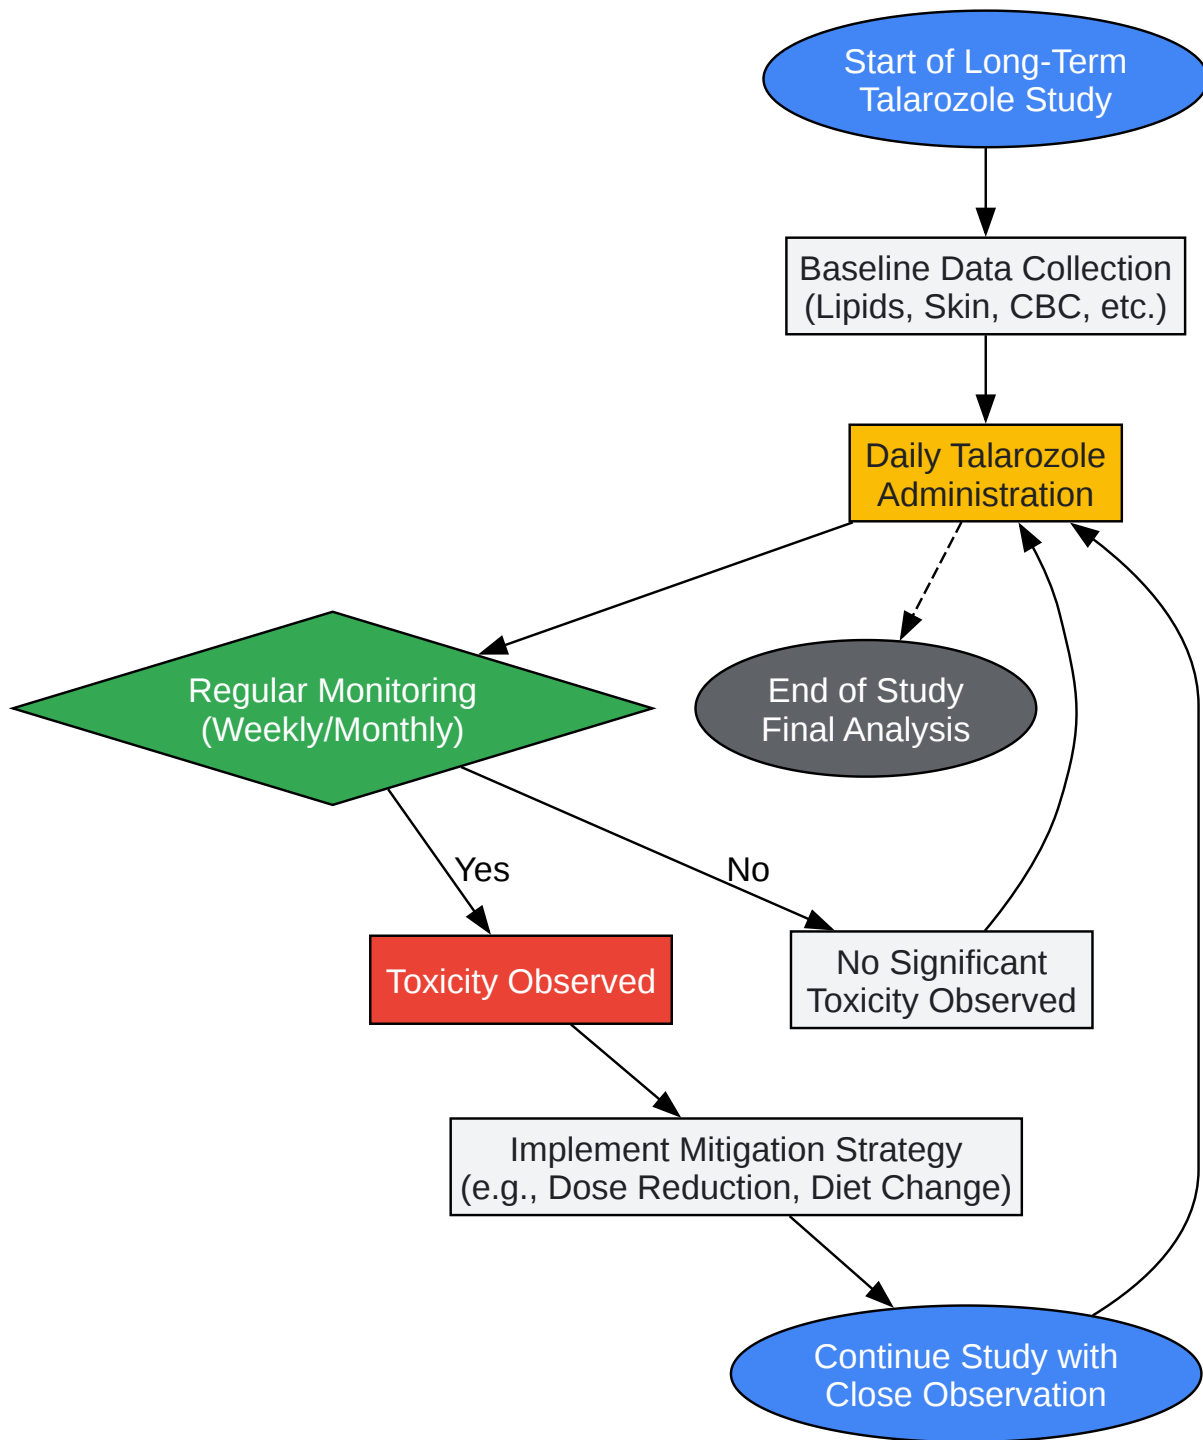 Start of Long-Term
Talarozole Study
Baseline Data Collection
(Lipids, Skin, CBC, etc.)
Daily Talarozole
Administration
Regular Monitoring
(Weekly/Monthly)
End of Study
Final Analysis
Yes
No
Toxicity Observed
No Significant
Toxicity Observed
Implement Mitigation Strategy
(e.g., Dose Reduction, Diet Change)
Continue Study with
Close Observation